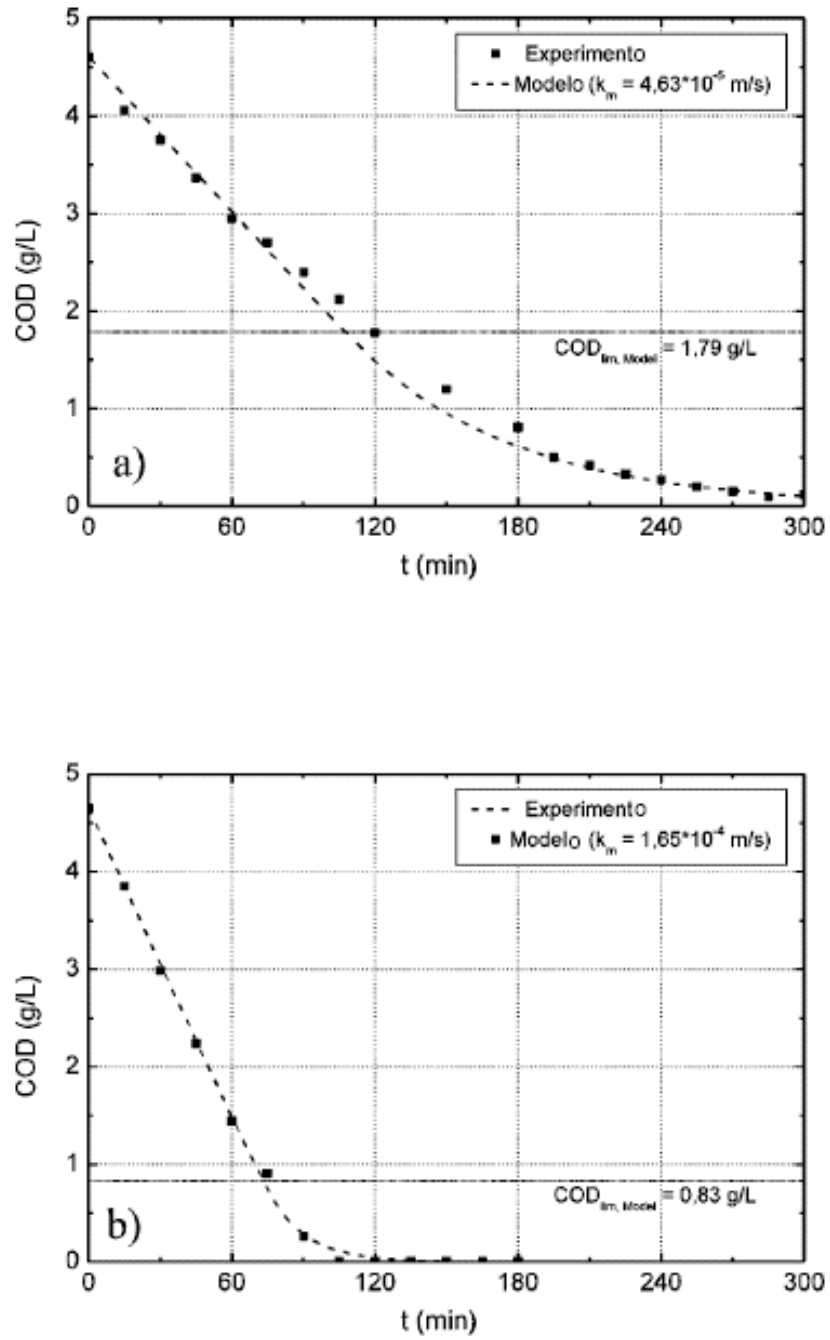 5
Experimento
Modelo (kₘ = 4,63*10⁻⁵ m/s)
4
3
COD (g/L)
2
COD_lim, Model = 1,79 g/L
1
a)
0
0 60 120 180 240 300
t (min)
5
Experimento
Modelo (kₘ = 1,65*10⁻⁴ m/s)
4
3
COD (g/L)
2
1
COD_lim, Model = 0,83 g/L
b)
0
0 60 120 180 240 300
t (min)